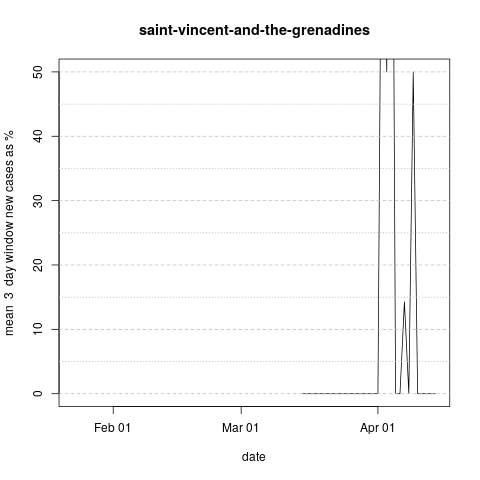 saint-vincent-and-the-grenadines
mean 3 day window new cases as %
50
40
30
20
10
0
Feb 01
Mar 01
Apr 01
date